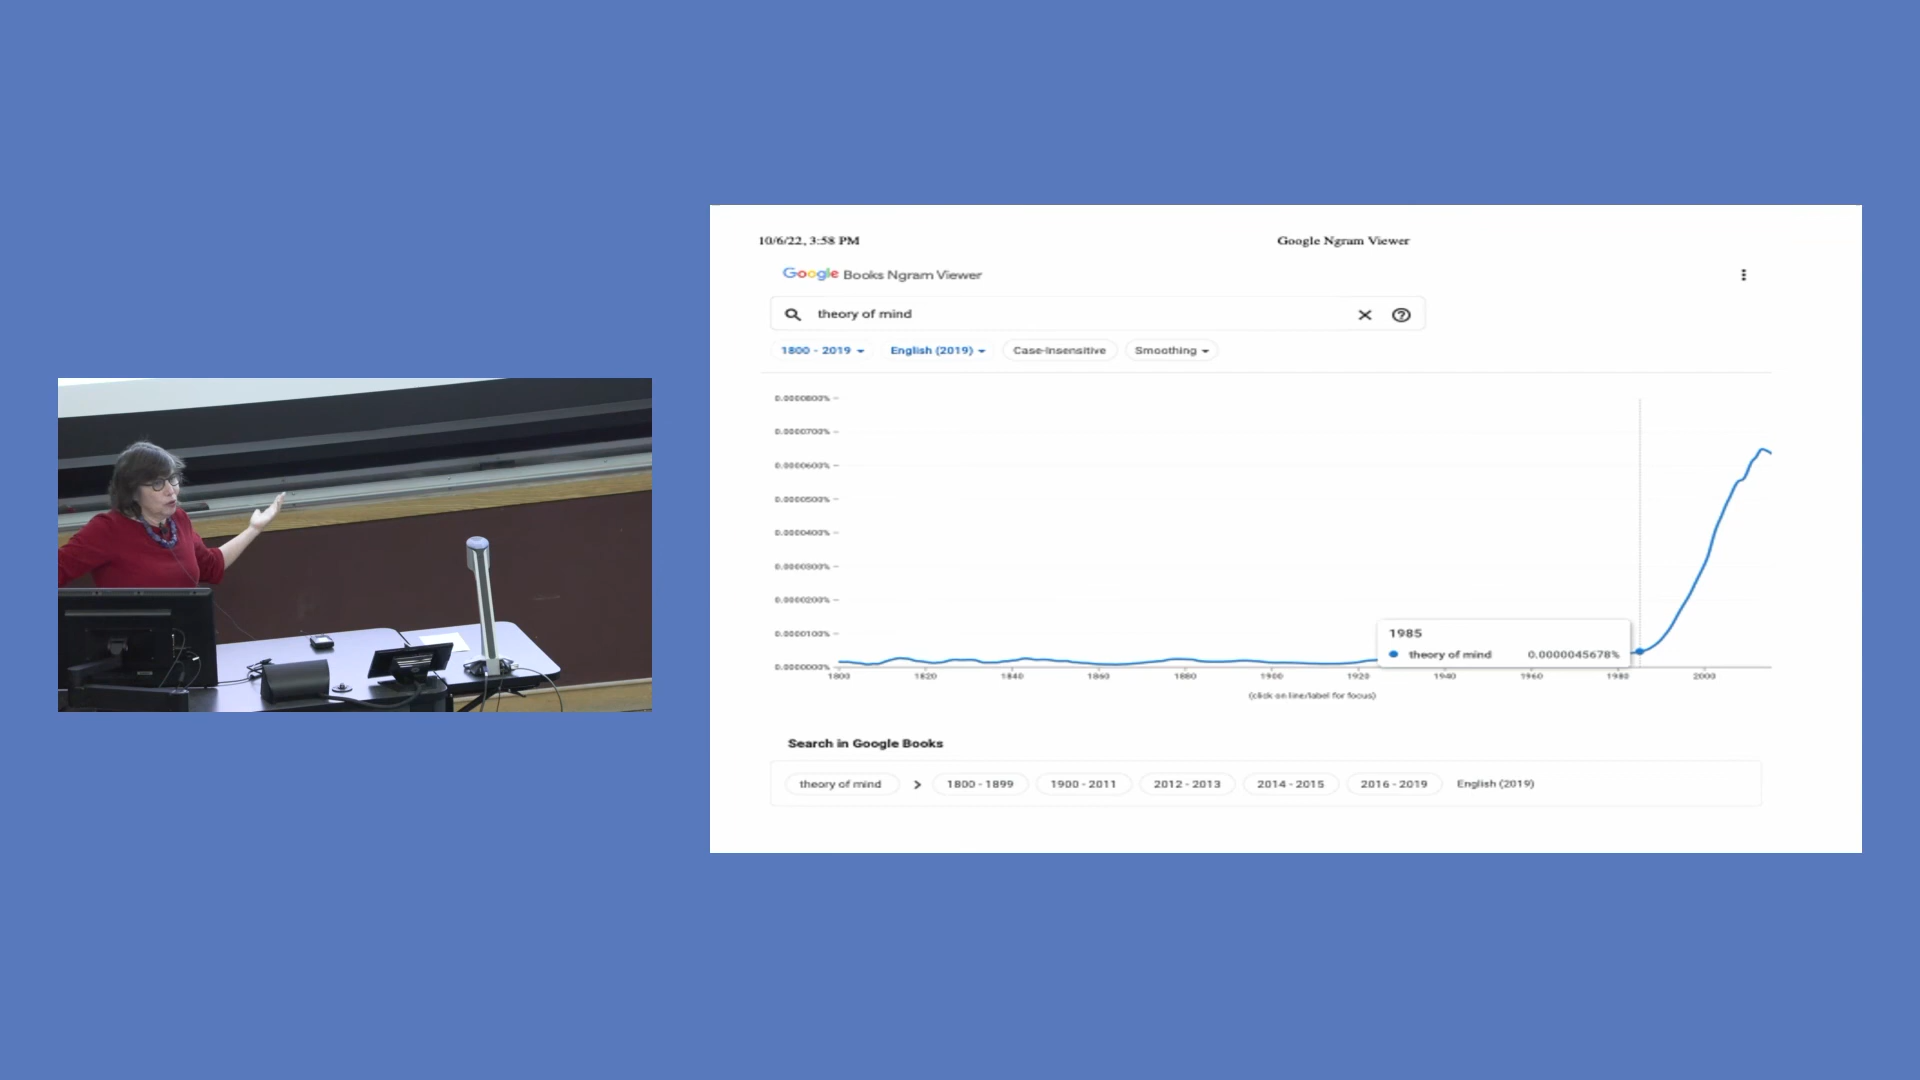 10/6/22, 3:58 PM Google Ngram Viewer
Google Books Ngram Viewer
theory of mind
1800 - 2019 English (2019) Case-Insensitive Smoothing
0.0000800%
0.0000700%
0.0000600%
0.0000500%
0.0000400%
0.0000300%
0.0000200%
0.0000100%
0.0000000%
1985
theory of mind 0.0000045678%
1800 1820 1840 1860 1880 1900 1920 1940 1960 1980 2000
(click on line/label for focus)
Search in Google Books
theory of mind 1800 - 1899 1900 - 2011 2012 - 2013 2014 - 2015 2016 - 2019 English (2019)